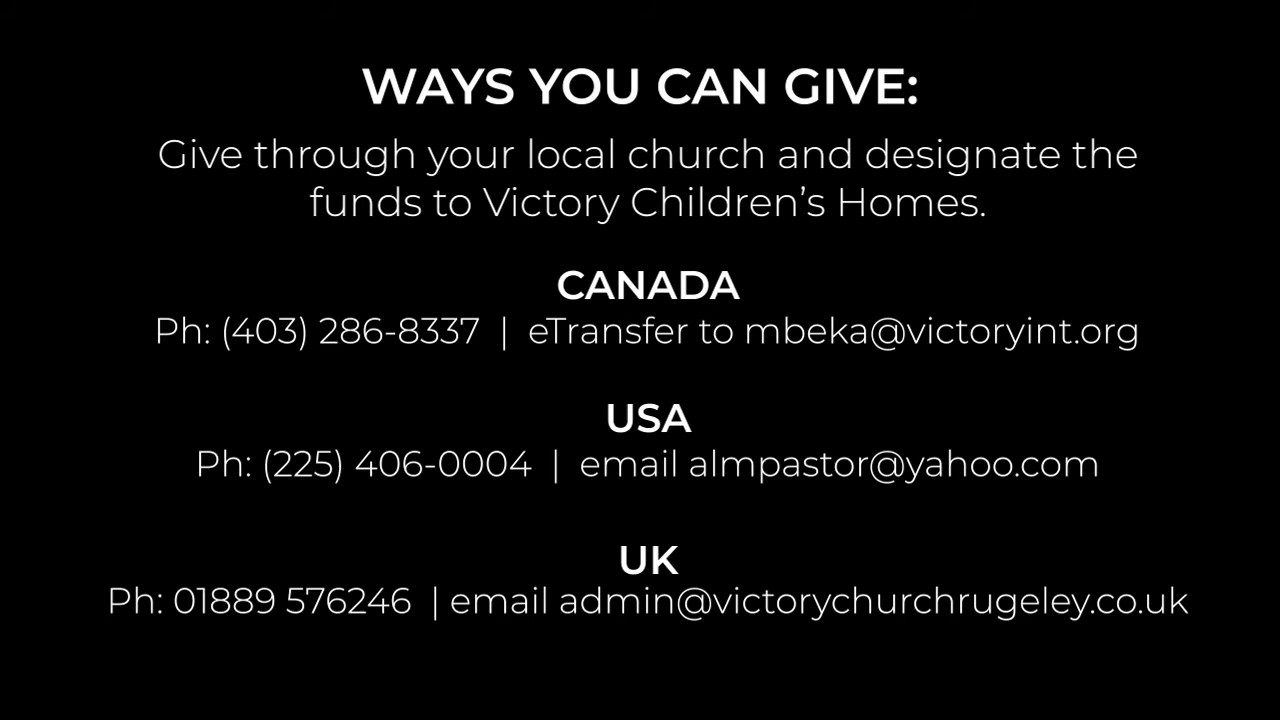 WAYS YOU CAN GIVE:
Give through your local church and designate the
funds to Victory Children's Homes.
CANADA
Ph: (403) 286-8337 | eTransfer to mbeka@victoryint.org
USA
Ph: (225) 406-0004 | email almpastor@yahoo.com
UK
Ph: 01889 576246 | email admin@victorychurchrugeley.co.uk